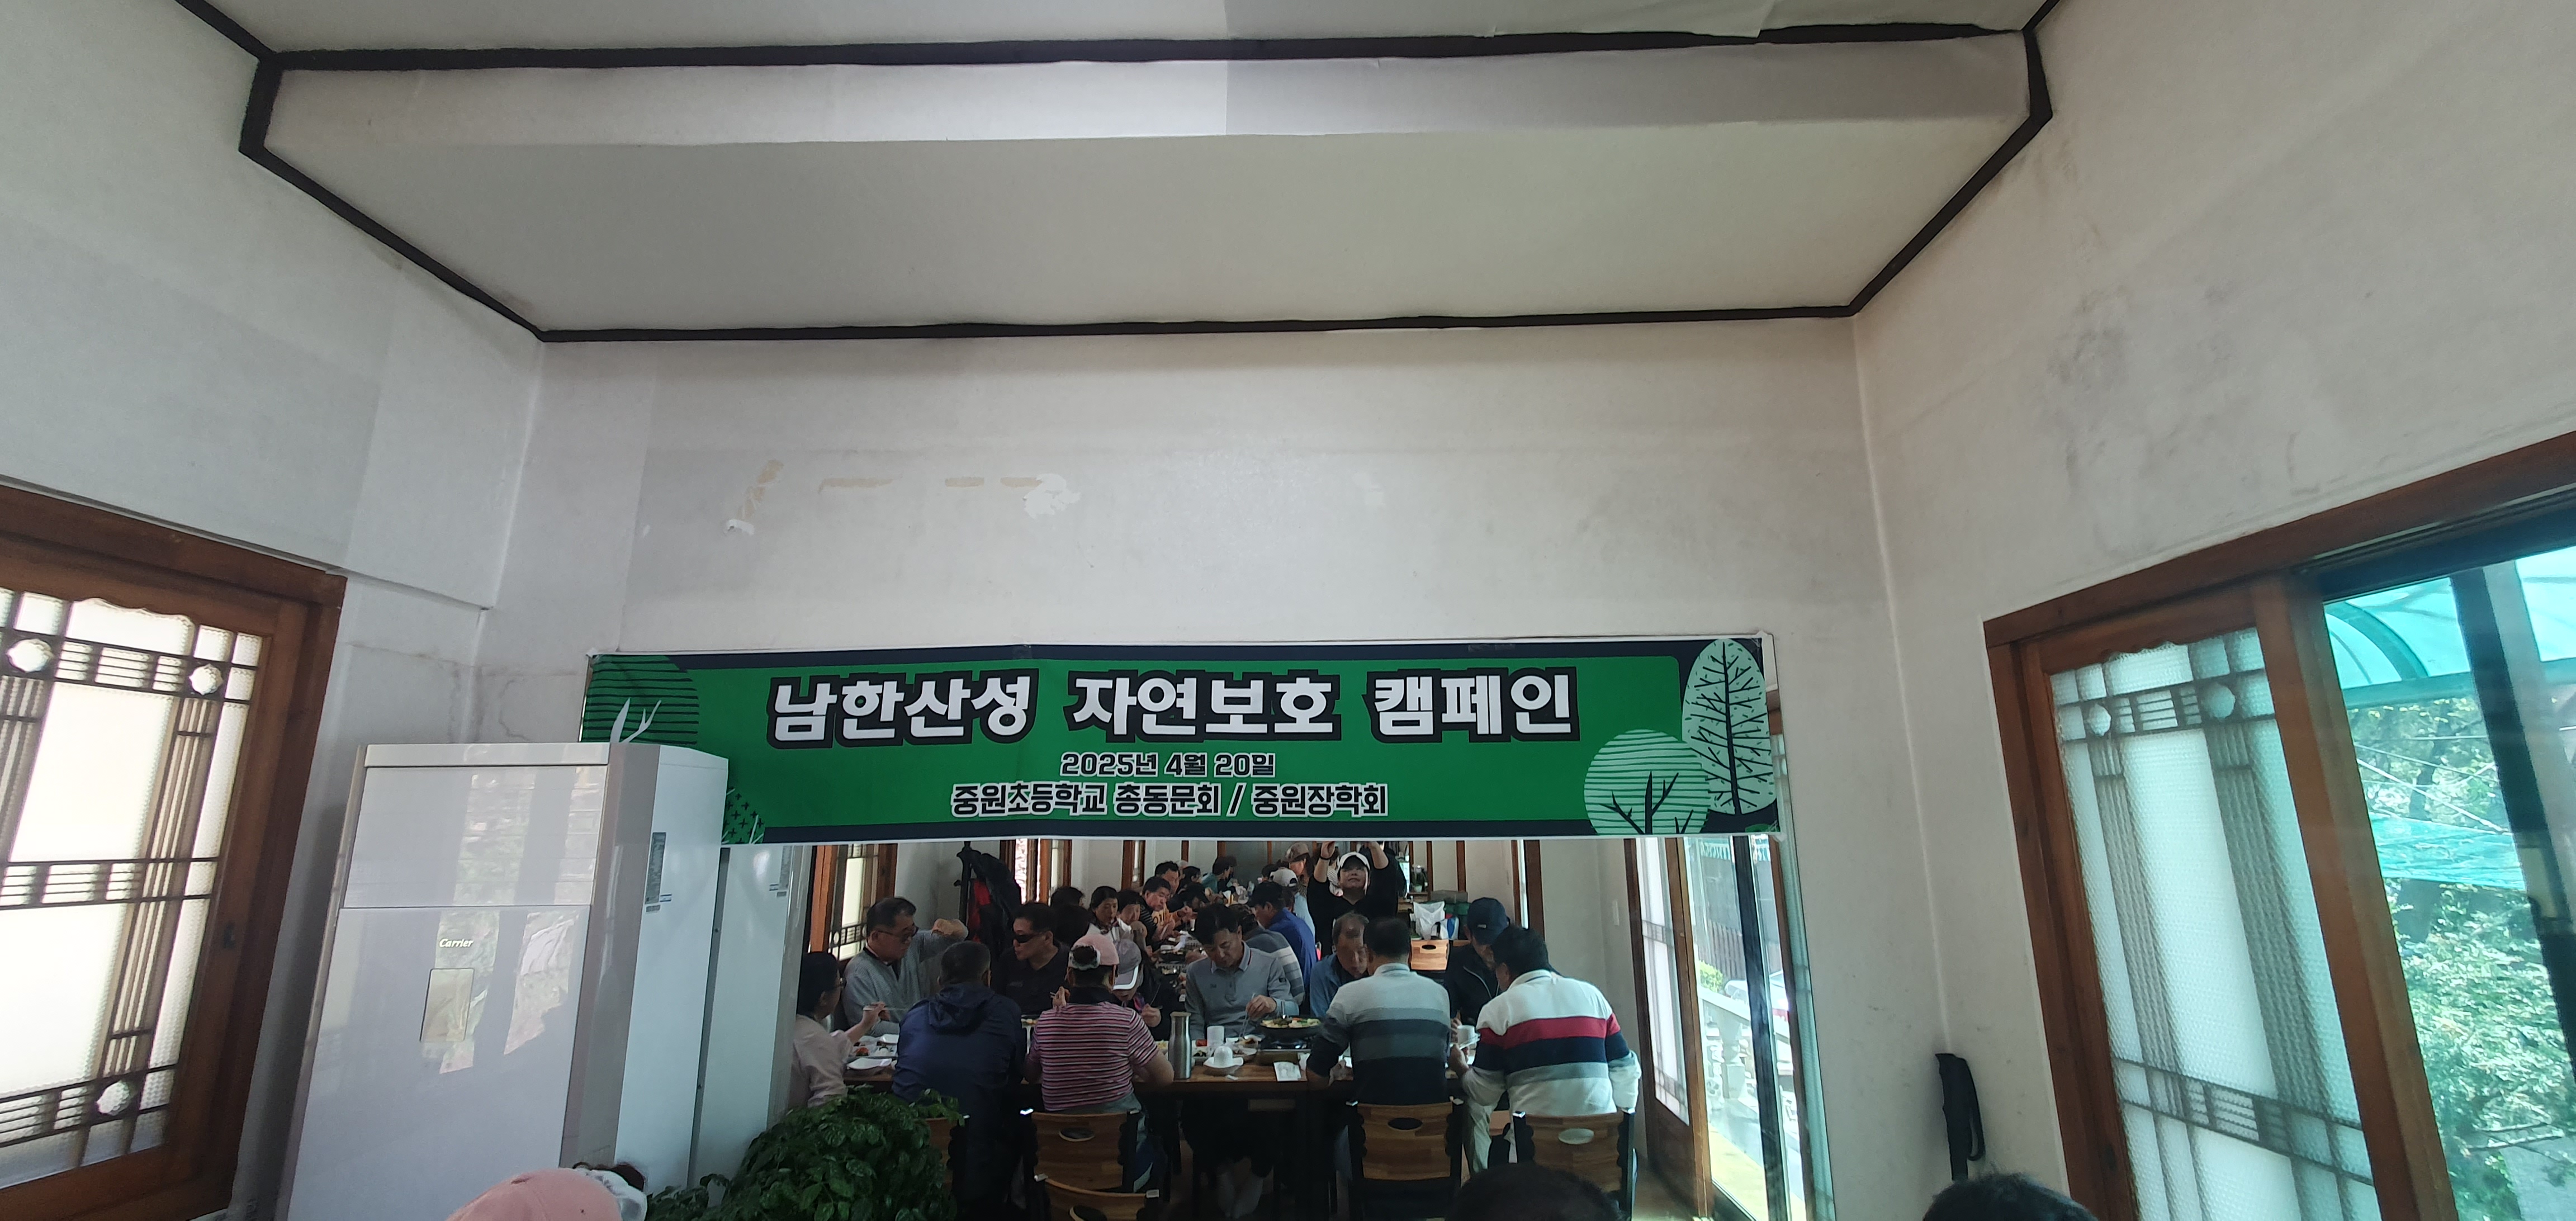 남한산성 자연보호 캠페인
2025년 4월 20일
중원초등학교 총동문회 / 중원장학회
Carrier